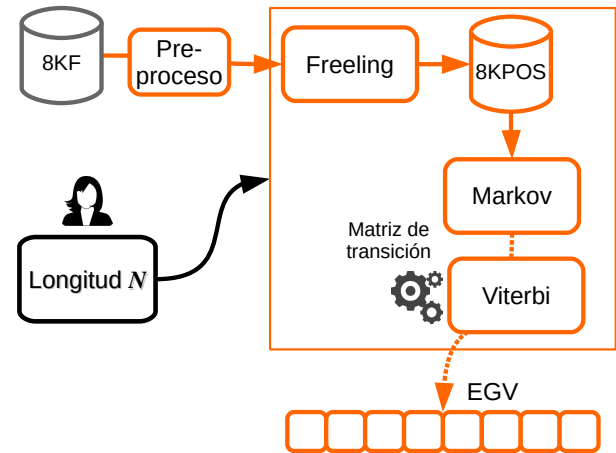 8KF
Pre-
proceso
Freeling
8KPOS
Markov
Matriz de
transición
Longitud N
Viterbi
EGV